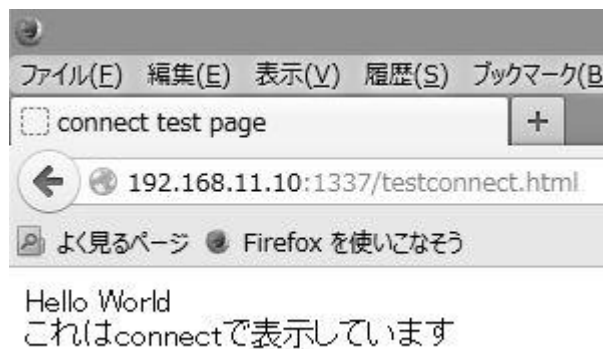 ファイル(F) 編集(E) 表示(V) 履歴(S) ブックマーク(B
connect test page +
192.168.11.10:1337/testconnect.html
よく見るページ Firefox を使いこなそう
Hello World
これはconnectで表示しています